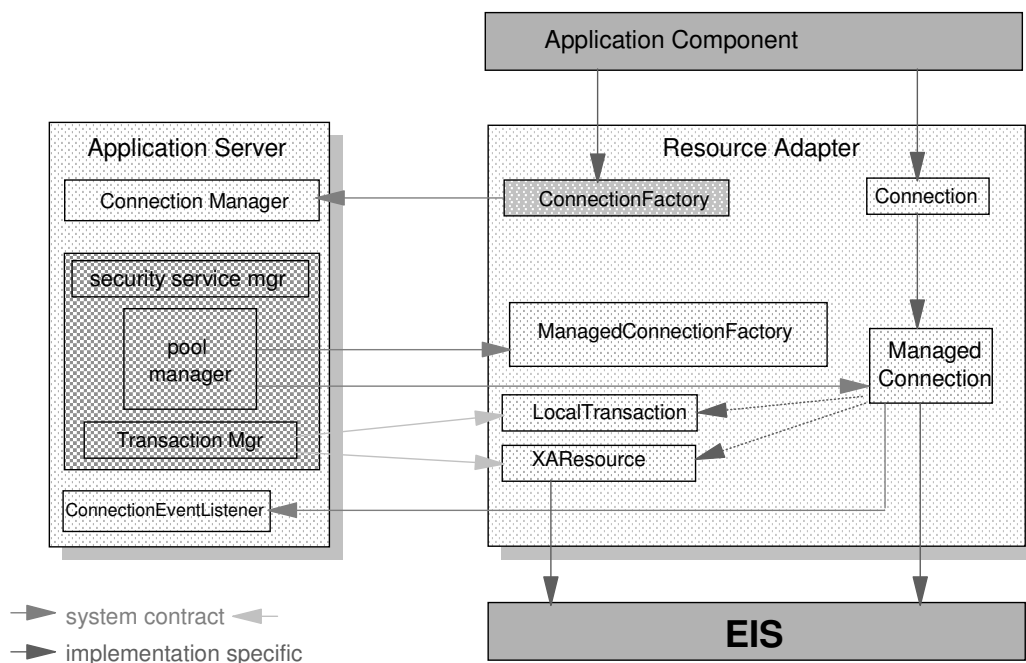 Application Component
Application Server
Resource Adapter
Connection Manager
ConnectionFactory
Connection
security service mgr
pool
manager
ManagedConnectionFactory
Managed
Connection
LocalTransaction
Transaction Mgr
XAResource
ConnectionEventListener
system contract
implementation specific
EIS